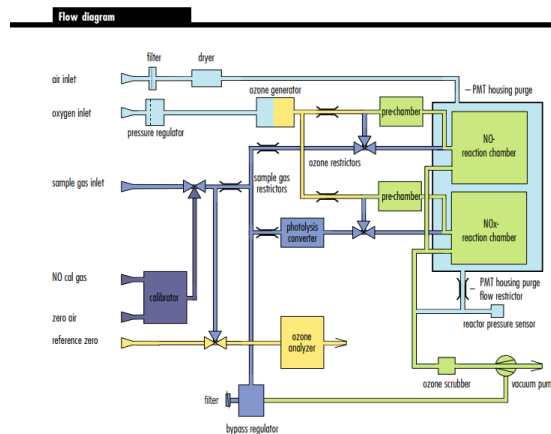 Flow diagram
filter
dryer
air inlet
ozone generator
– PMT housing purge
oxygen inlet
pre-chamber
pressure regulator
NO-
reaction chamber
ozone restrictors
sample gas inlet
sample gas
restrictors
pre-chamber
NOx-
reaction chamber
photolysis
converter
NO cal gas
calibrator
– PMT housing purge
flow restrictor
zero air
reactor pressure sensor
reference zero
ozone
analyzer
ozone scrubber
vacuum pump
filter
bypass regulator